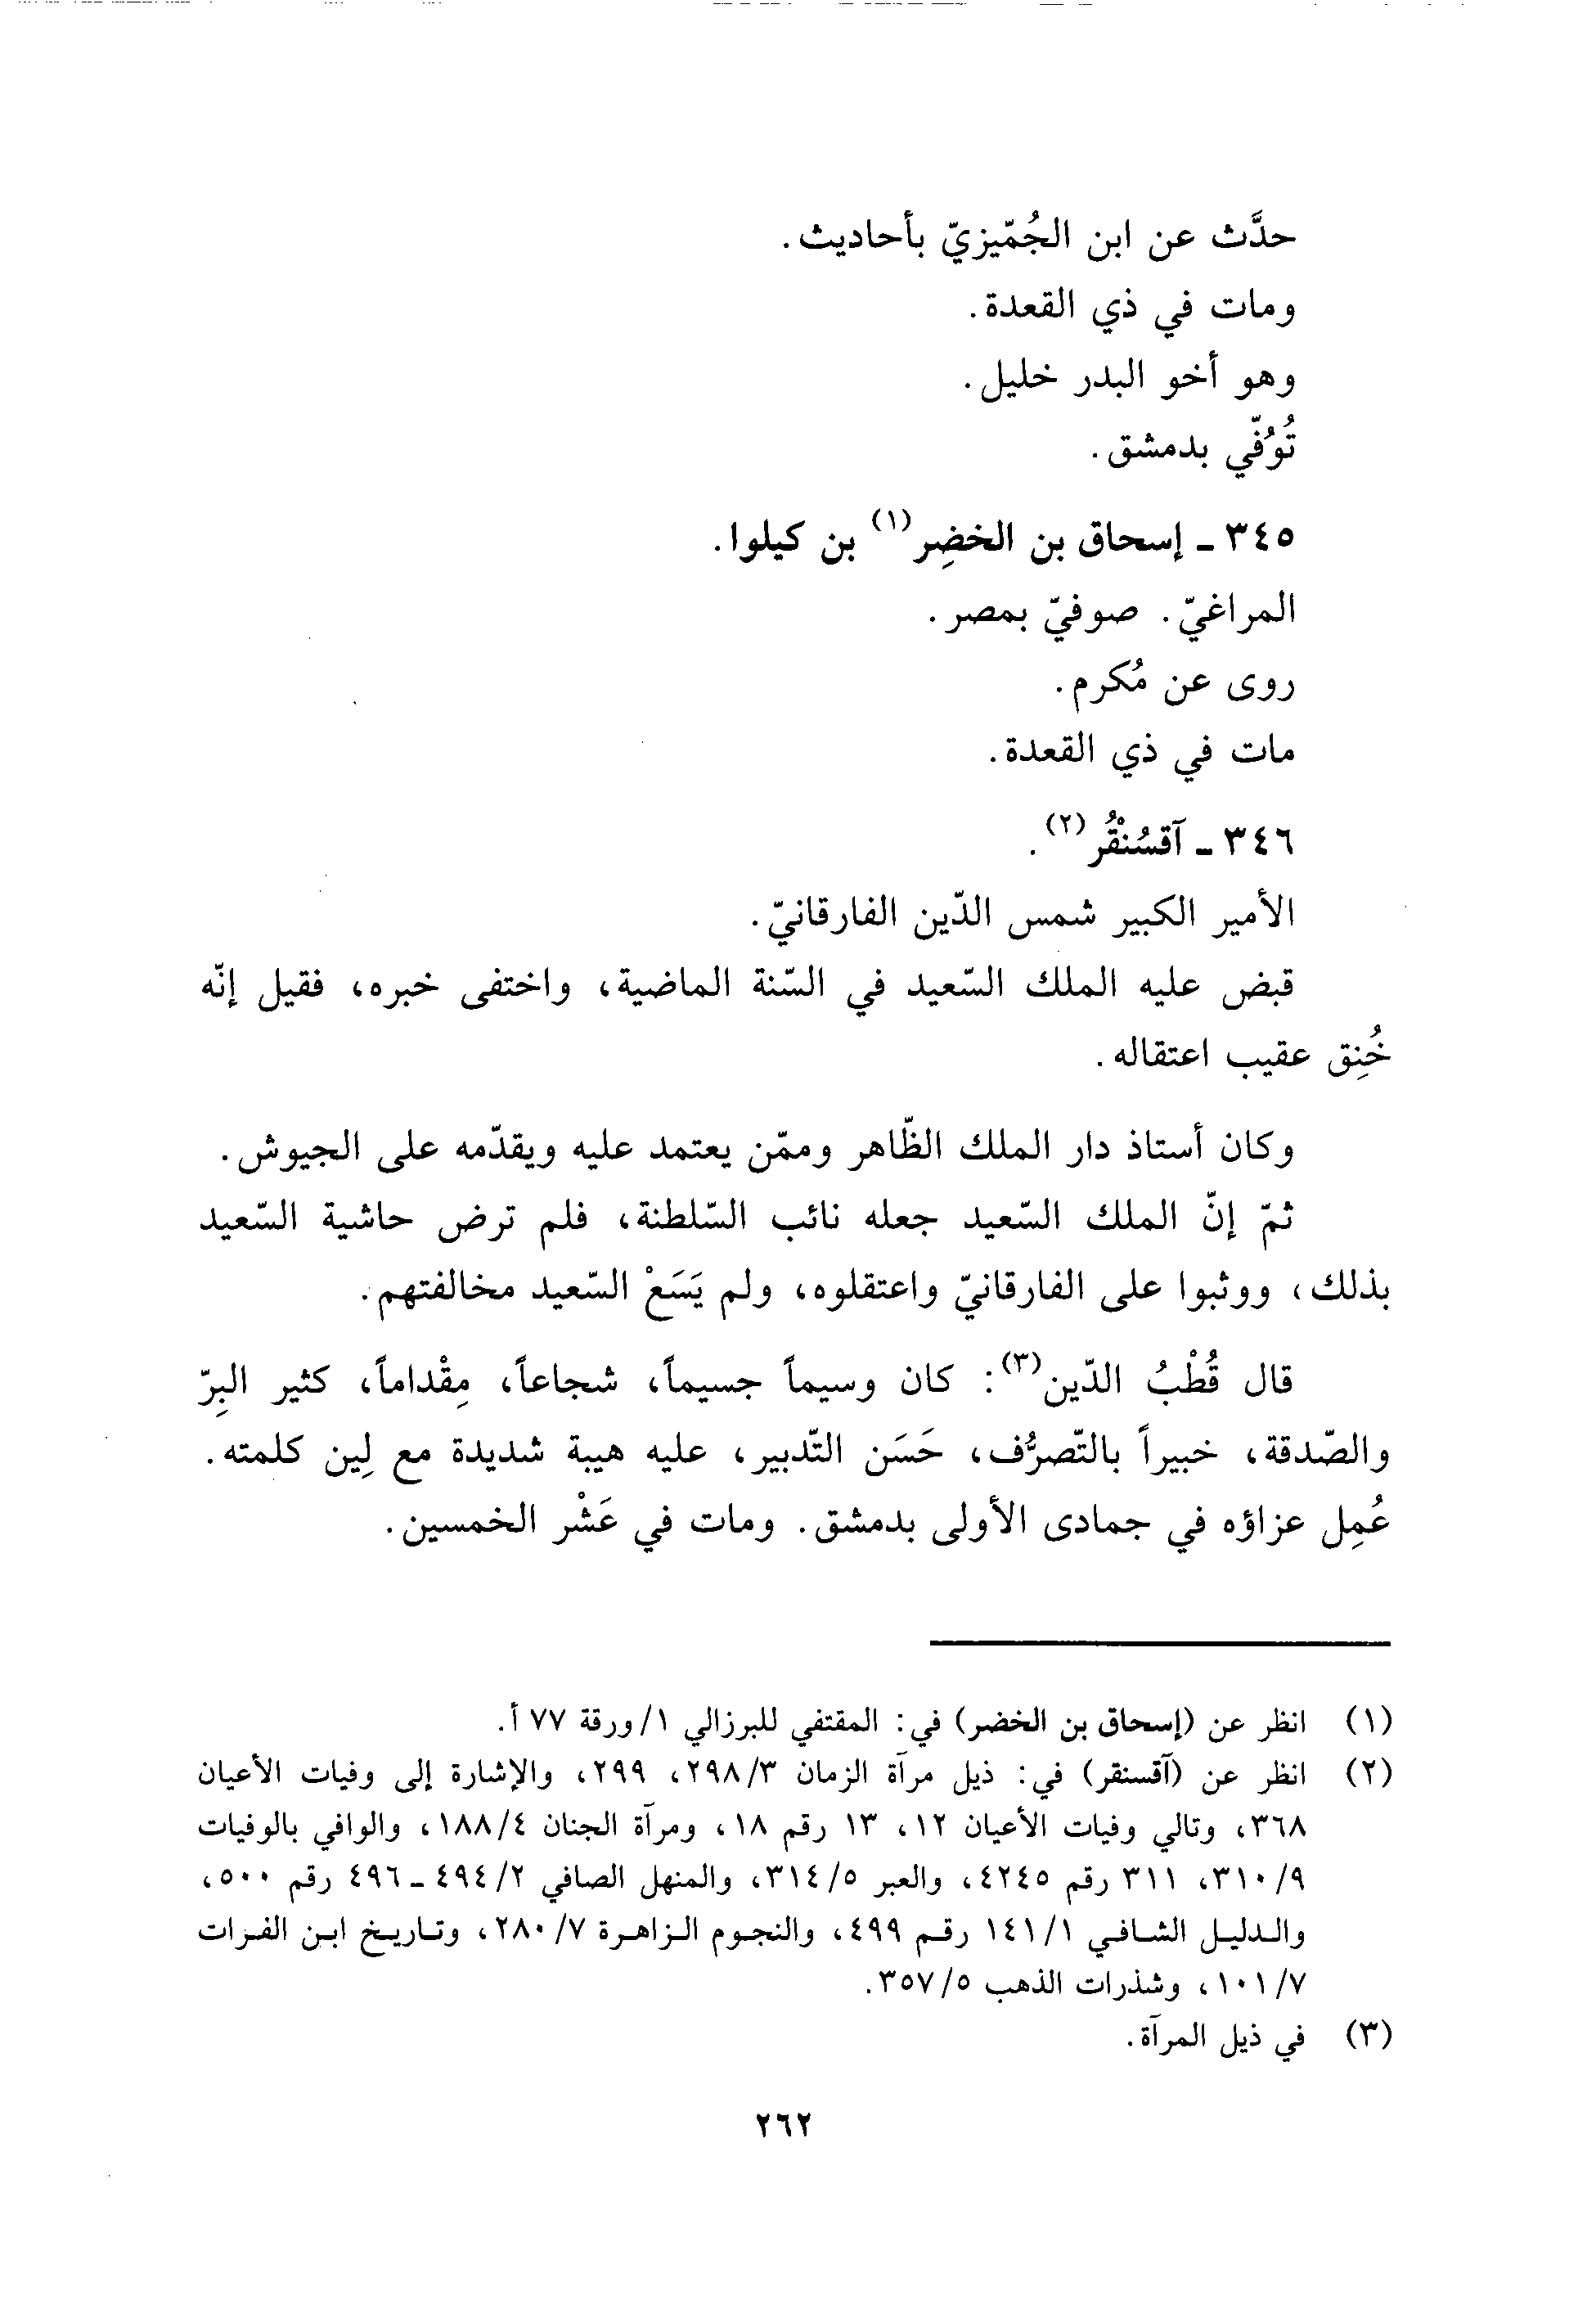 حدَّث عن ابن الجُمّيزيّ بأحاديث.
ومات في ذي القعدة.
وهو أخو البدر خليل.
تُوُفّي بدمشق.
٣٤٥ ـ إسحاق بن الخضِر(١) بن كيلوا.
المراغيّ. صوفيّ بمصر.
روى عن مُكرم.
مات في ذي القعدة.
٣٤٦ ـ آقسُنْقُر(٢).
الأمير الكبير شمس الدّين الفارقانيّ.
قبض عليه الملك السّعيد في السّنة الماضية، واختفى خبره، فقيل إنّه
خُنِق عقيب اعتقاله.
وكان أستاذ دار الملك الظّاهر وممّن يعتمد عليه ويقدّمه على الجيوش.
ثمّ إنّ الملك السّعيد جعله نائب السّلطنة، فلم ترض حاشية السّعيد
بذلك، ووثبوا على الفارقانيّ واعتقلوه، ولم يَسَعْ السّعيد مخالفتهم.
قال قُطْبُ الدّين(٣): كان وسيماً جسيماً، شجاعاً، مِقْداماً، كثير البِرّ
والصّدقة، خبيراً بالتّصرُّف، حَسَن التّدبير، عليه هيبة شديدة مع لِين كلمته.
عُمِل عزاؤه في جمادى الأولى بدمشق. ومات في عَشْر الخمسين.
(١) انظر عن (إسحاق بن الخضر) في: المقتفي للبرزالي ١/ورقة ٧٧ أ.
(٢) انظر عن (آقسنقر) في: ذيل مرآة الزمان ٢٩٨/٣، ٢٩٩، والإشارة إلى وفيات الأعيان
٣٦٨، وتالي وفيات الأعيان ١٢، ١٣ رقم ١٨، ومرآة الجنان ١٨٨/٤، والوافي بالوفيات
٣١٠/٩، ٣١١ رقم ٤٢٤٥، والعبر ٣١٤/٥، والمنهل الصافي ٤٩٤/٢ ـ ٤٩٦ رقم ٥٠٠،
والدليل الشافي ١٤١/١ رقم ٤٩٩، والنجوم الزاهرة ٢٨٠/٧، وتاريخ ابن الفرات
١٠١/٧، وشذرات الذهب ٣٥٧/٥.
(٣) في ذيل المرآة.
٢٦٢